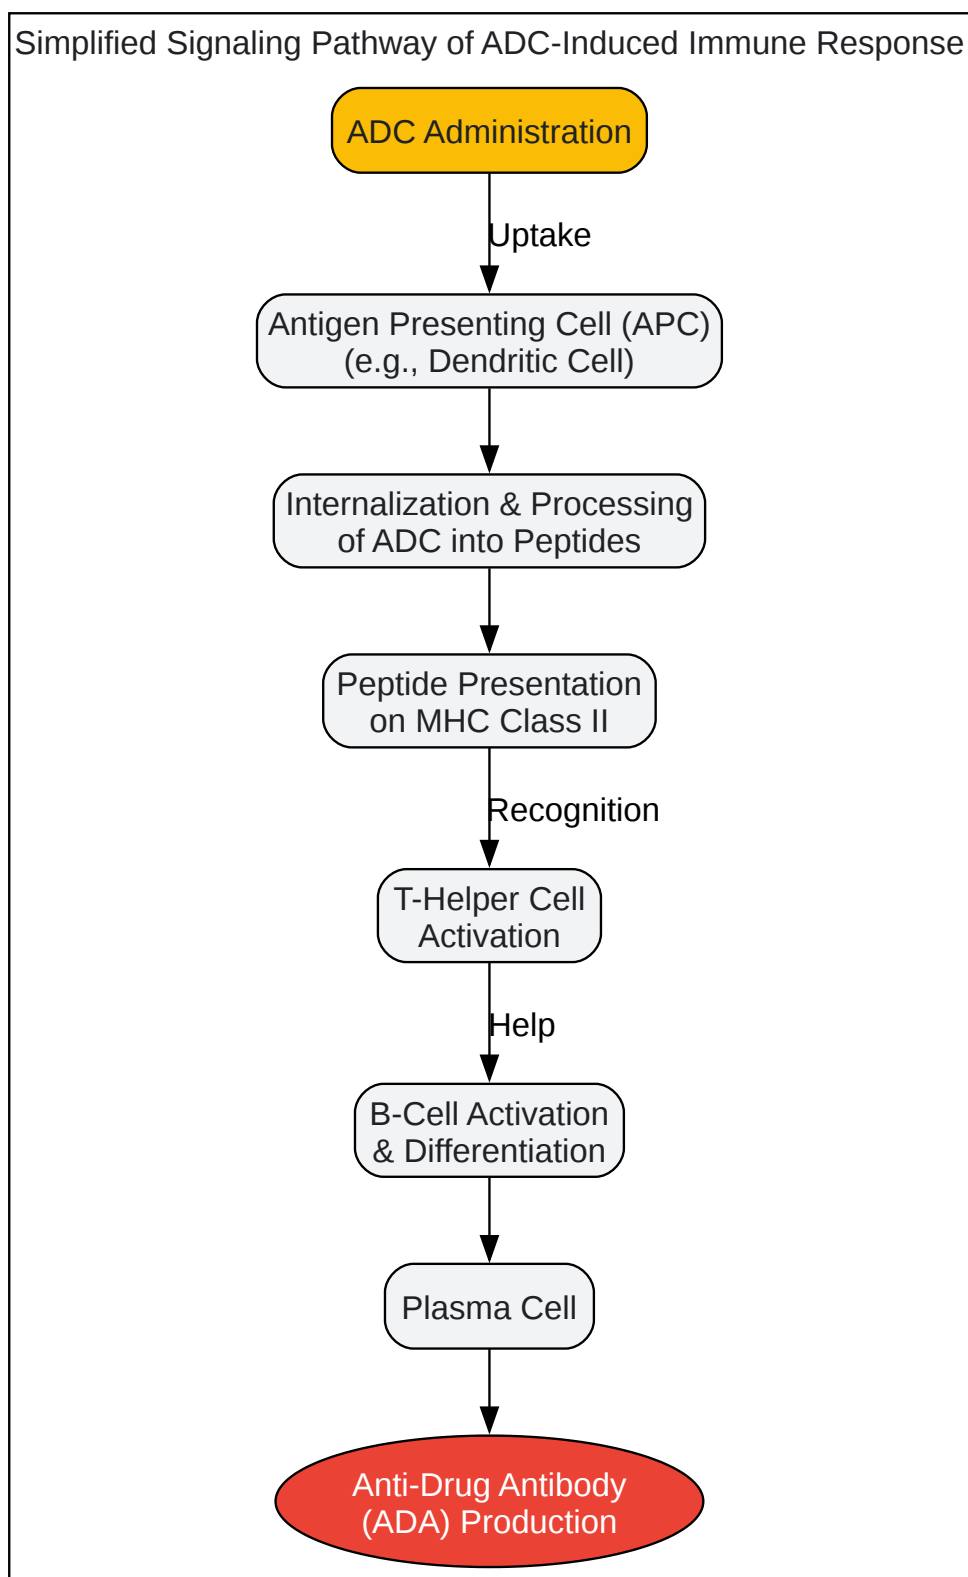 Simplified Signaling Pathway of ADC-Induced Immune Response
ADC Administration
Uptake
Antigen Presenting Cell (APC)
(e.g., Dendritic Cell)
Internalization & Processing
of ADC into Peptides
Peptide Presentation
on MHC Class II
Recognition
T-Helper Cell
Activation
Help
B-Cell Activation
& Differentiation
Plasma Cell
Anti-Drug Antibody
(ADA) Production